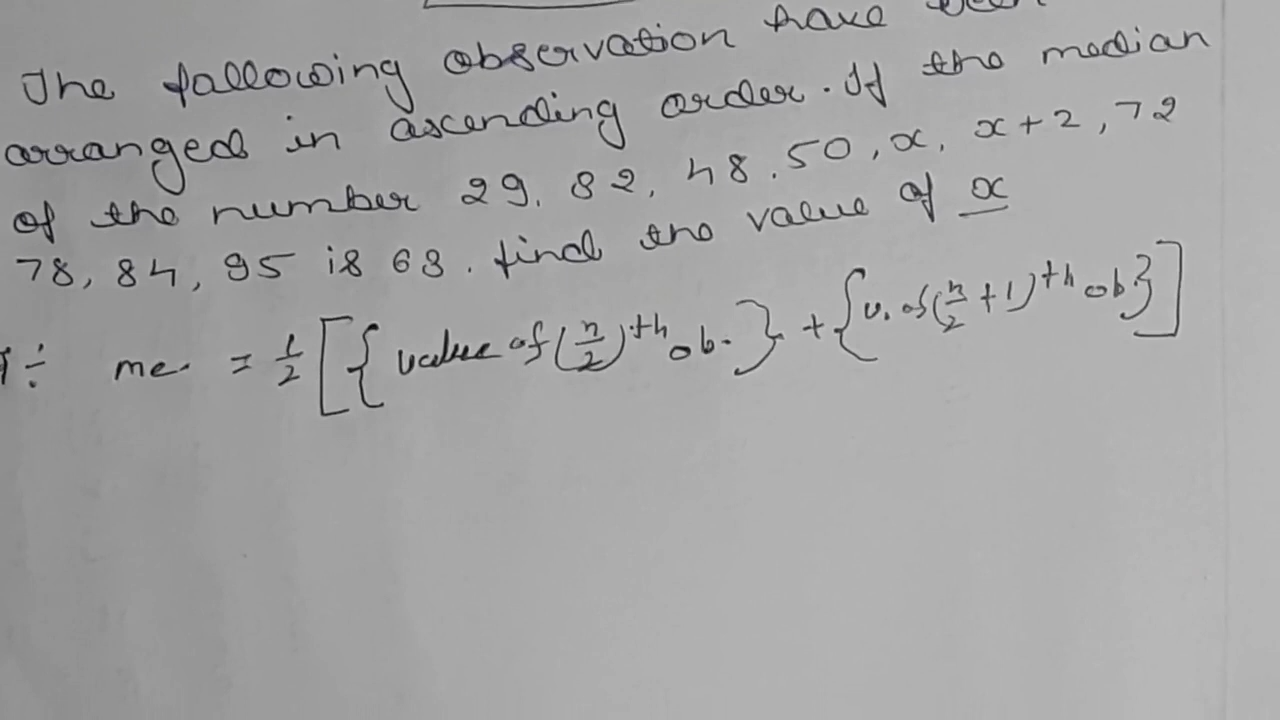 The following observation have been
arranged in ascending order. If the median
of the number 29, 32, 48. 50, x, x+2, 72
78, 84, 95 is 63. find the value of x
me. = 1/2 [{value of (n/2)th ob.} + {v. of (n/2 + 1)th ob}]